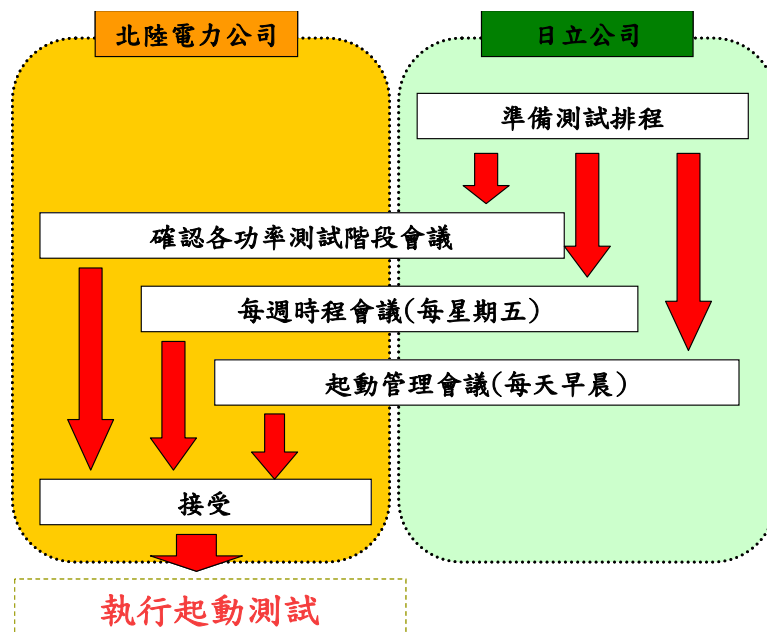 北陸電力公司
日立公司
準備測試排程
確認各功率測試階段會議
每週時程會議(每星期五)
起動管理會議(每天早晨)
接受
執行起動測試